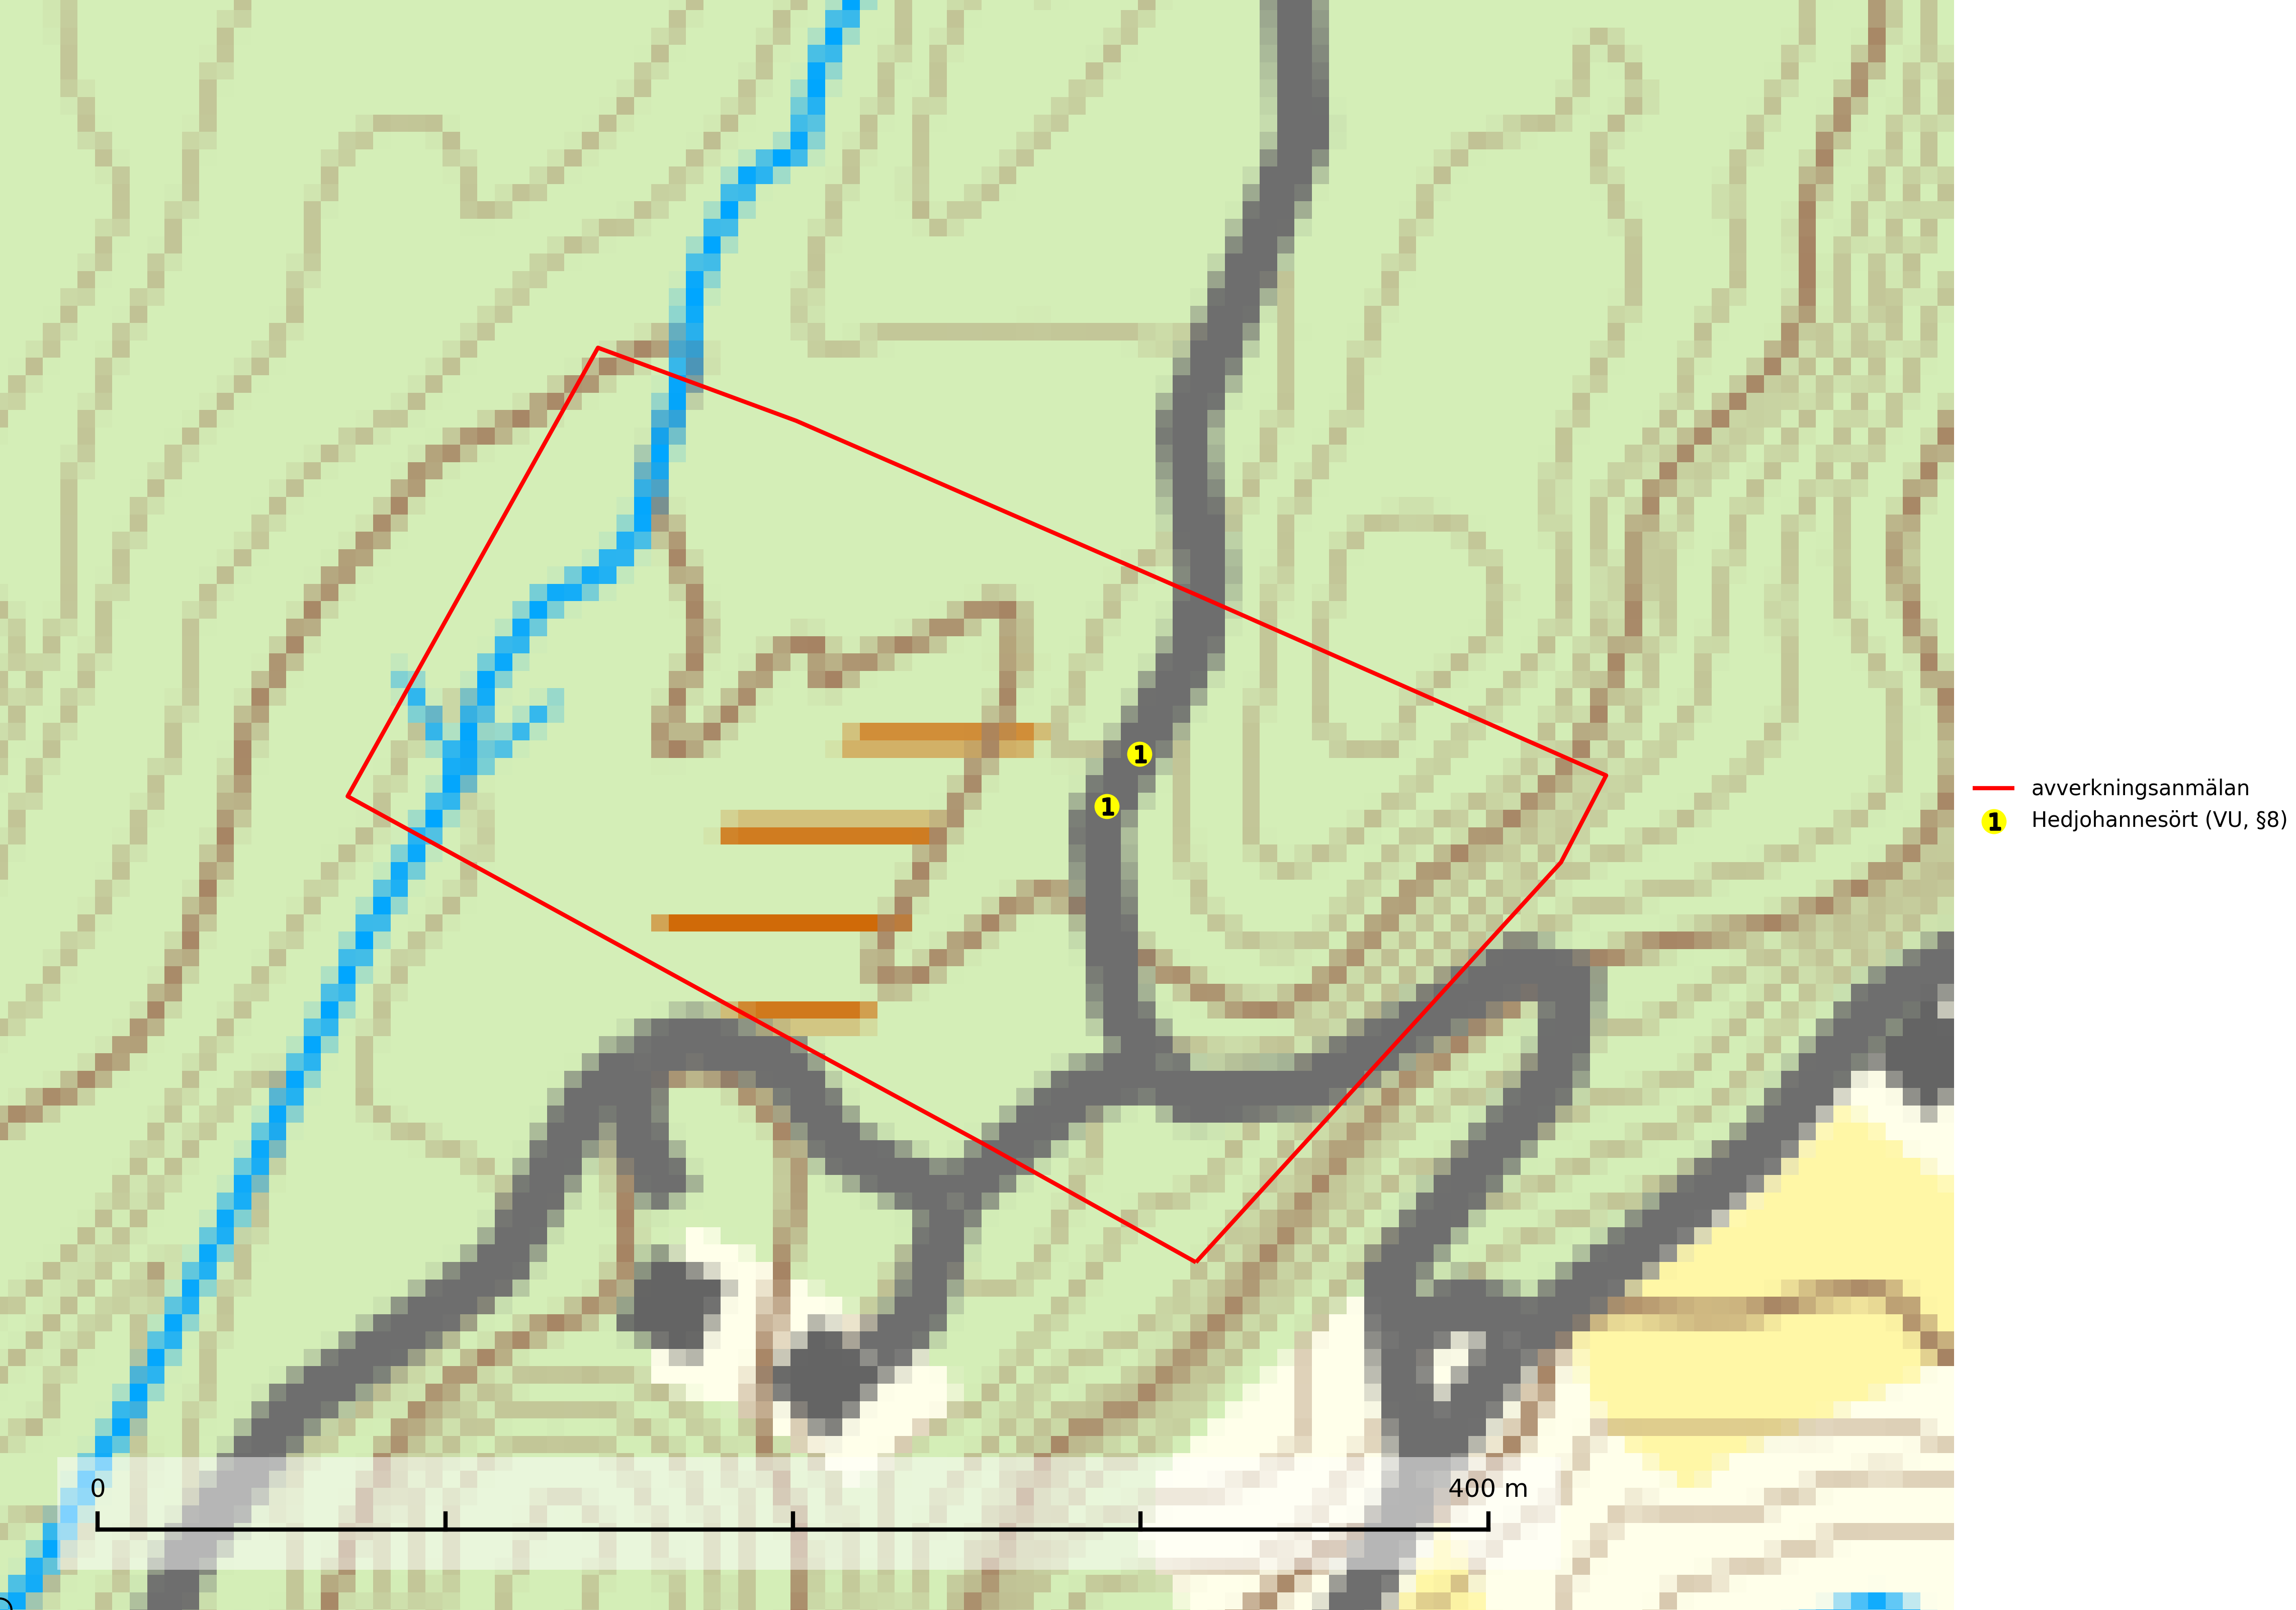 1
1
avverkningsanmälan
1 Hedjohannesört (VU, §8)
0 400 m